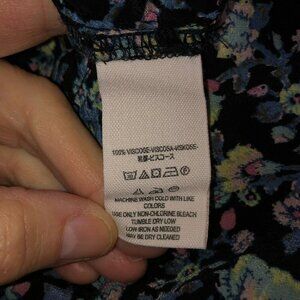 100% VISCOSE-VISCOSA-VISKOSE-
MACHINE WASH COLD WITH LIKE
COLORS
USE ONLY NON-CHLORINE BLEACH
TUMBLE DRY LOW
LOW IRON AS NEEDED
MAY BE DRY CLEANED